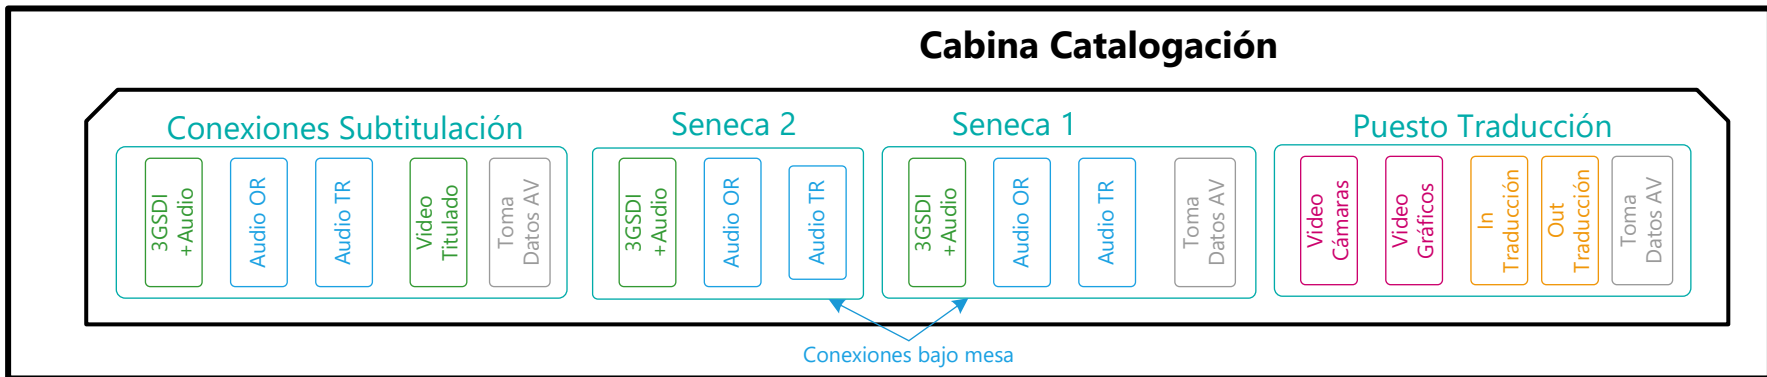 Cabina Catalogación
Conexiones Subtitulación
3GSDI
+Audio
Audio OR
Audio TR
Video
Titulado
Toma
Datos AV
Seneca 2
3GSDI
+Audio
Audio OR
Audio TR
Seneca 1
3GSDI
+Audio
Audio OR
Audio TR
Toma
Datos AV
Puesto Traducción
Video
Cámaras
Video
Gráficos
In
Traducción
Out
Traducción
Toma
Datos AV
Conexiones bajo mesa